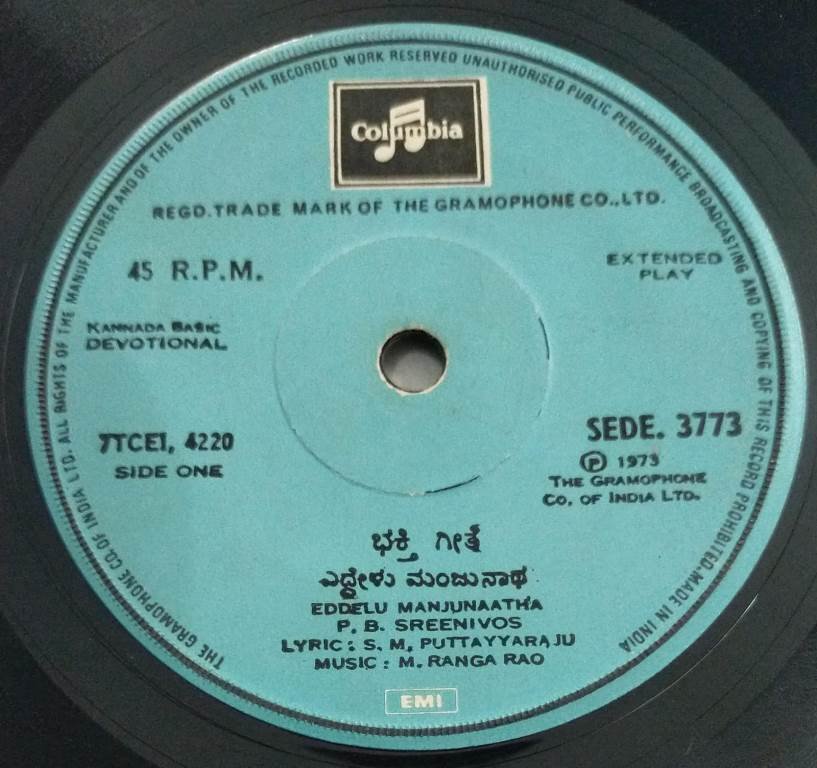 THE GRAMOPHONE CO. OF INDIA LTD. ALL RIGHTS OF THE MANUFACTURER AND OF THE OWNER OF THE RECORDED WORK RESERVED UNAUTHORISED PUBLIC PERFORMANCE BROADCASTING AND COPYING OF THIS RECORD PROHIBITED. MADE IN INDIA
Columbia
REGD. TRADE MARK OF THE GRAMOPHONE CO., LTD.
45 R.P.M.
EXTENDED
PLAY
KANNADA BASIC
DEVOTIONAL
7TCEI, 4220
SIDE ONE
SEDE. 3773
℗ 1973
THE GRAMOPHONE
CO. OF INDIA LTD.
ಭಕ್ತಿ ಗೀತೆ
ಎದ್ದೇಳು ಮಂಜುನಾಥ
EDDELU MANJUNAATHA
P. B. SREENIVOS
LYRIC : S. M. PUTTAYYARAJU
MUSIC : M. RANGA RAO
EMI